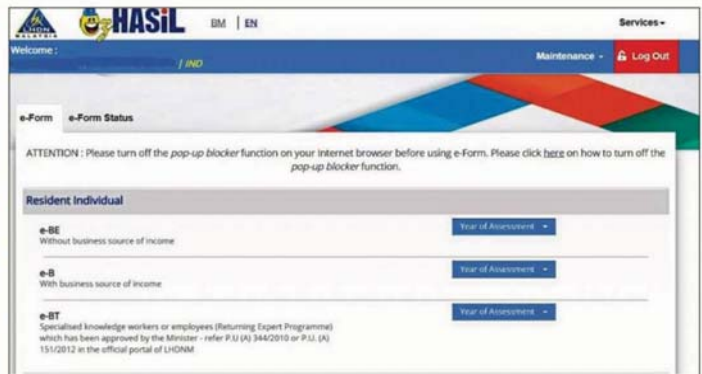 LHDN
MALAYSIA
ezHASiL
BM | EN
Services
Welcome :
/ IND
Maintenance
Log Out
e-Form
e-Form Status
ATTENTION : Please turn off the pop-up blocker function on your internet browser before using e-Form. Please click here on how to turn off the
pop-up blocker function.
Resident Individual
e-BE
Without business source of income
Year of Assessment
e-B
With business source of income
Year of Assessment
e-BT
Year of Assessment
Specialised knowledge workers or employees (Returning Expert Programme)
which has been approved by the Minister - refer P.U (A) 344/2010 or P.U. (A)
151/2012 in the official portal of LHDNM